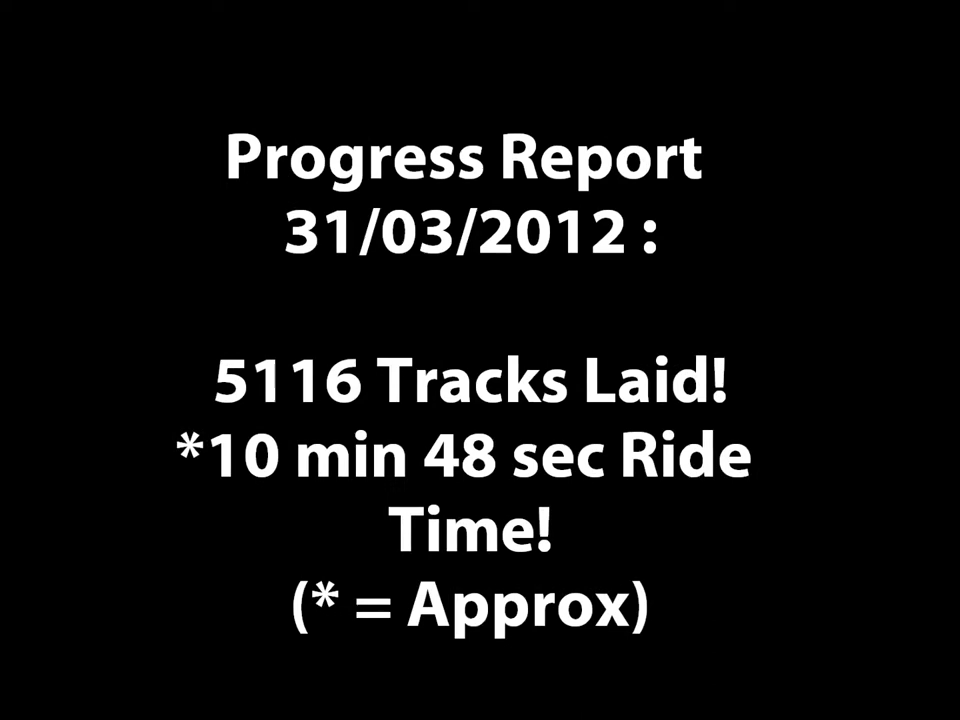 Progress Report
31/03/2012 :
5116 Tracks Laid!
*10 min 48 sec Ride
Time!
(* = Approx)